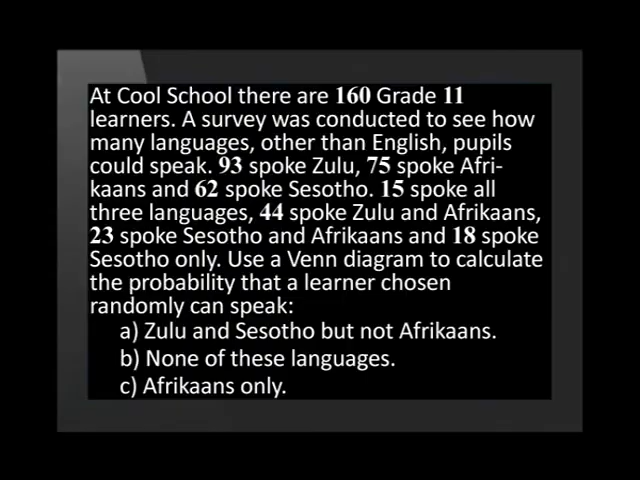 At Cool School there are 160 Grade 11
learners. A survey was conducted to see how
many languages, other than English, pupils
could speak. 93 spoke Zulu, 75 spoke Afri-
kaans and 62 spoke Sesotho. 15 spoke all
three languages, 44 spoke Zulu and Afrikaans,
23 spoke Sesotho and Afrikaans and 18 spoke
Sesotho only. Use a Venn diagram to calculate
the probability that a learner chosen
randomly can speak:
a) Zulu and Sesotho but not Afrikaans.
b) None of these languages.
c) Afrikaans only.